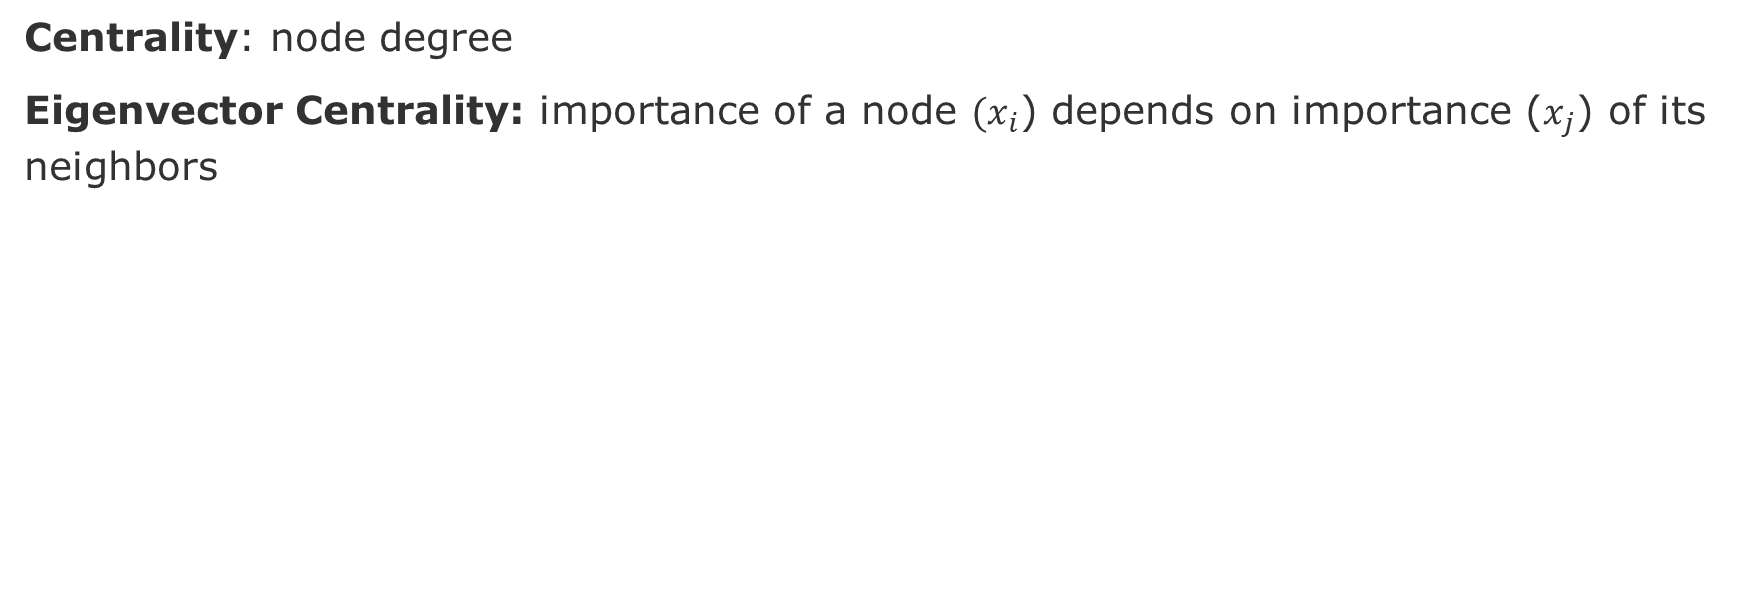 Centrality: node degree
Eigenvector Centrality: importance of a node (𝑥ᵢ) depends on importance (𝑥ⱼ) of its
neighbors